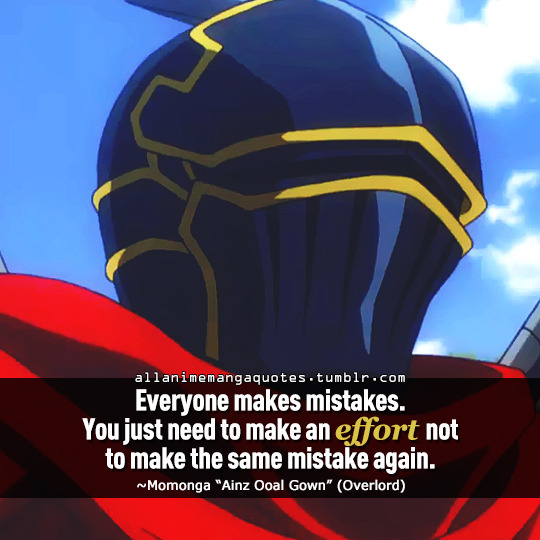 allanimemangaquotes.tumblr.com
Everyone makes mistakes.
You just need to make an effort not
to make the same mistake again.
~Momonga “Ainz Ooal Gown” (Overlord)